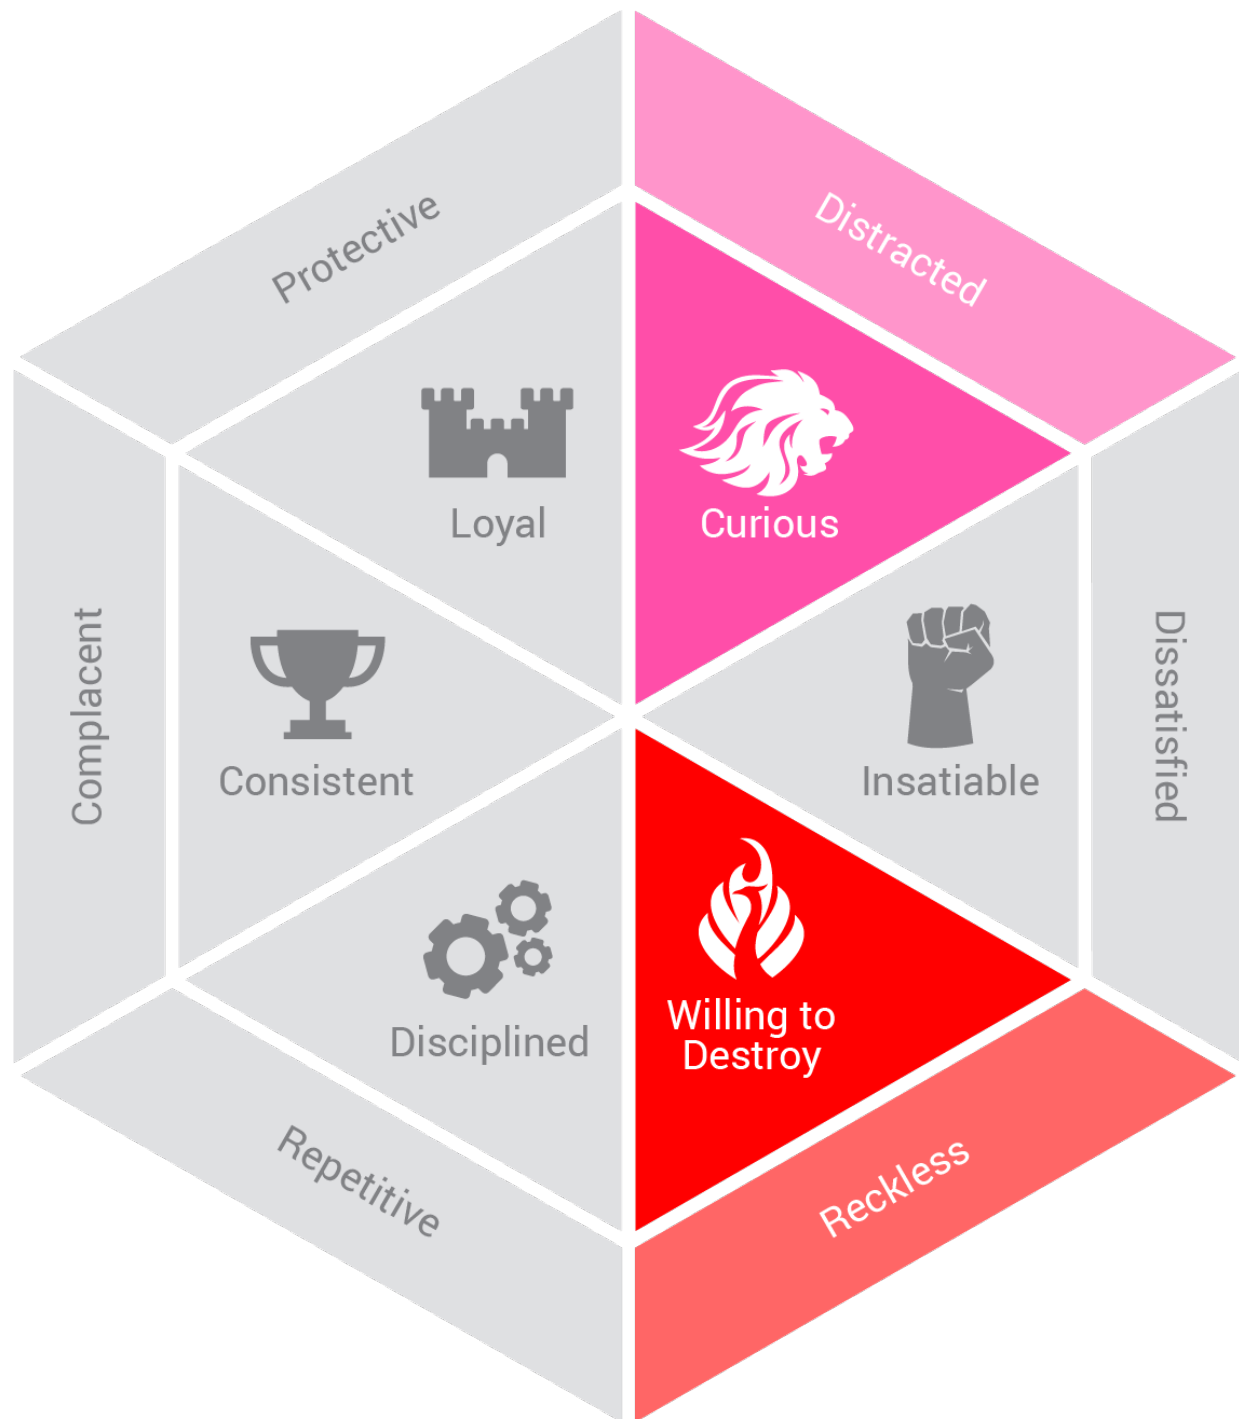 Protective
Distracted
Loyal
Curious
Complacent
Dissatisfied
Consistent
Insatiable
Disciplined
Willing to
Destroy
Repetitive
Reckless